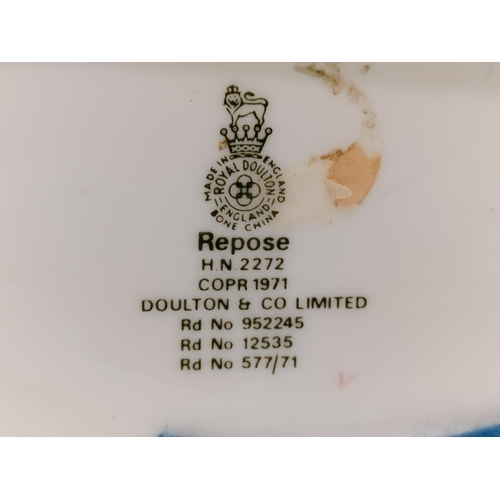 MADE IN ENGLAND
ROYAL DOULTON
ENGLAND
BONE CHINA
Repose
H.N. 2272
COPR 1971
DOULTON & CO LIMITED
Rd No 952245
Rd No 12535
Rd No 577/71